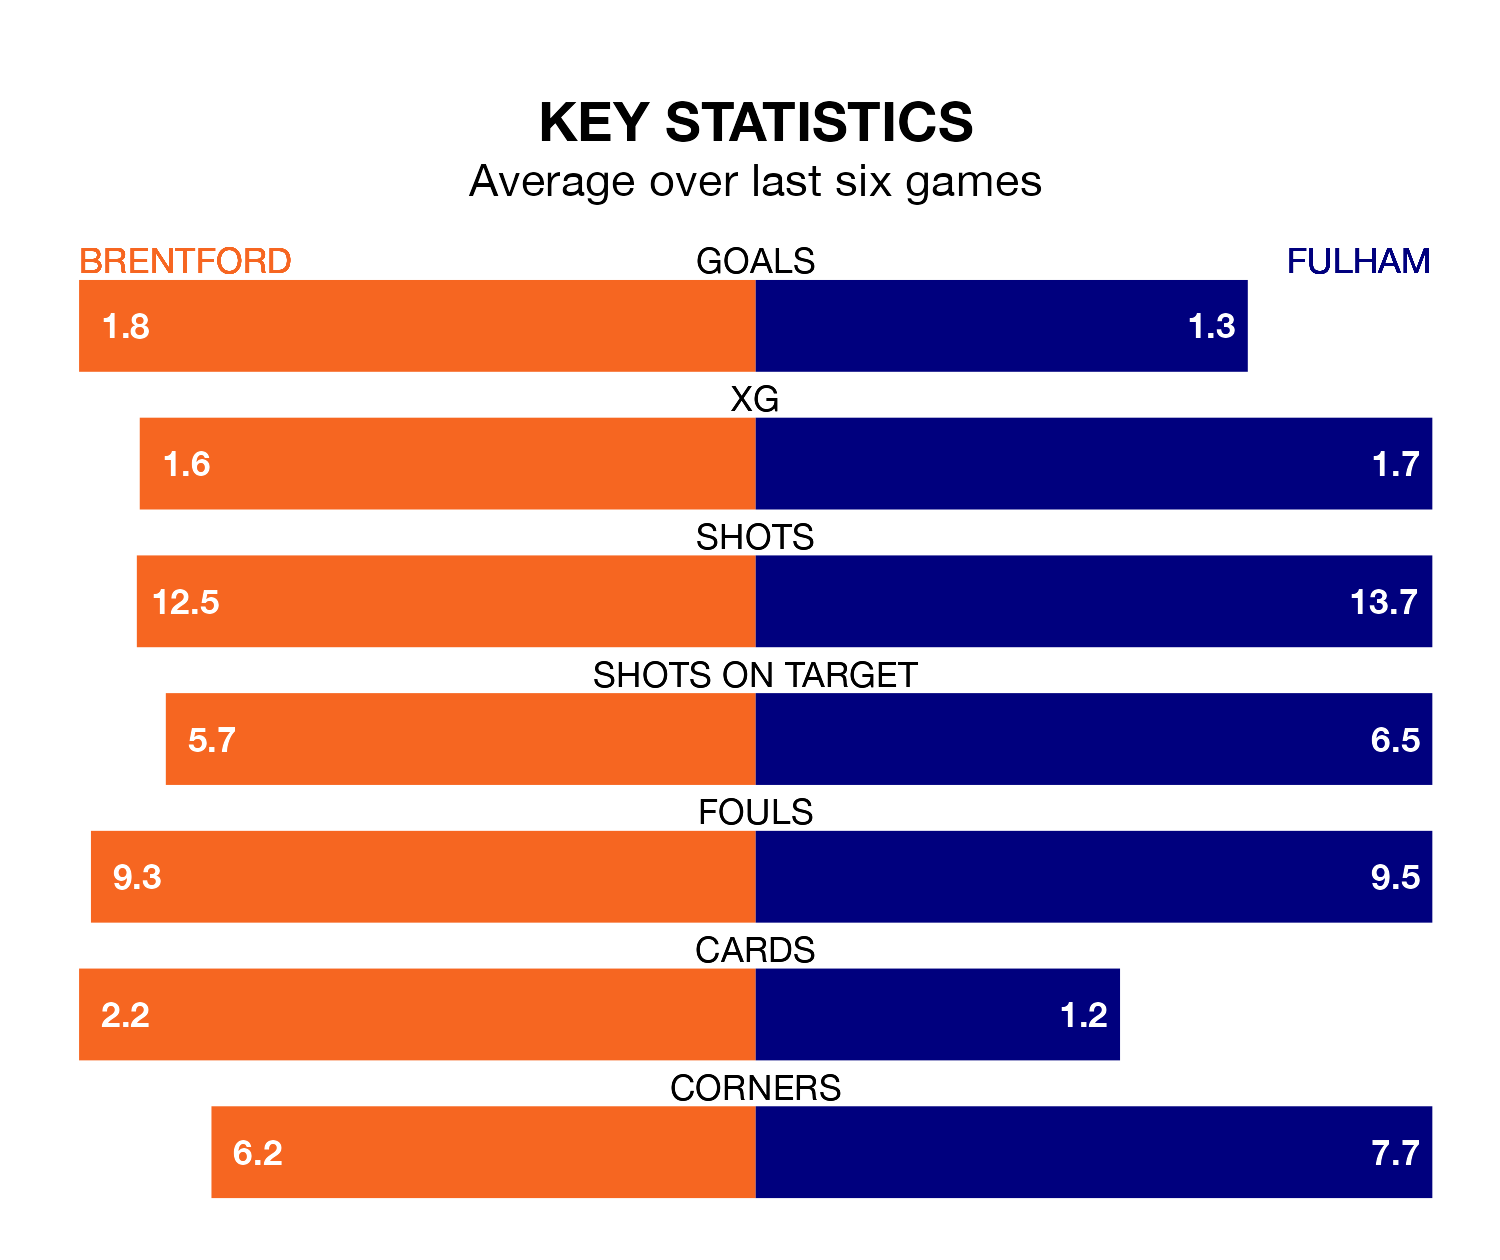 KEY STATISTICS
Average over last six games
BRENTFORD GOALS FULHAM
1.8 1.3
XG
1.6 1.7
SHOTS
12.5 13.7
SHOTS ON TARGET
5.7 6.5
FOULS
9.3 9.5
CARDS
2.2 1.2
CORNERS
6.2 7.7